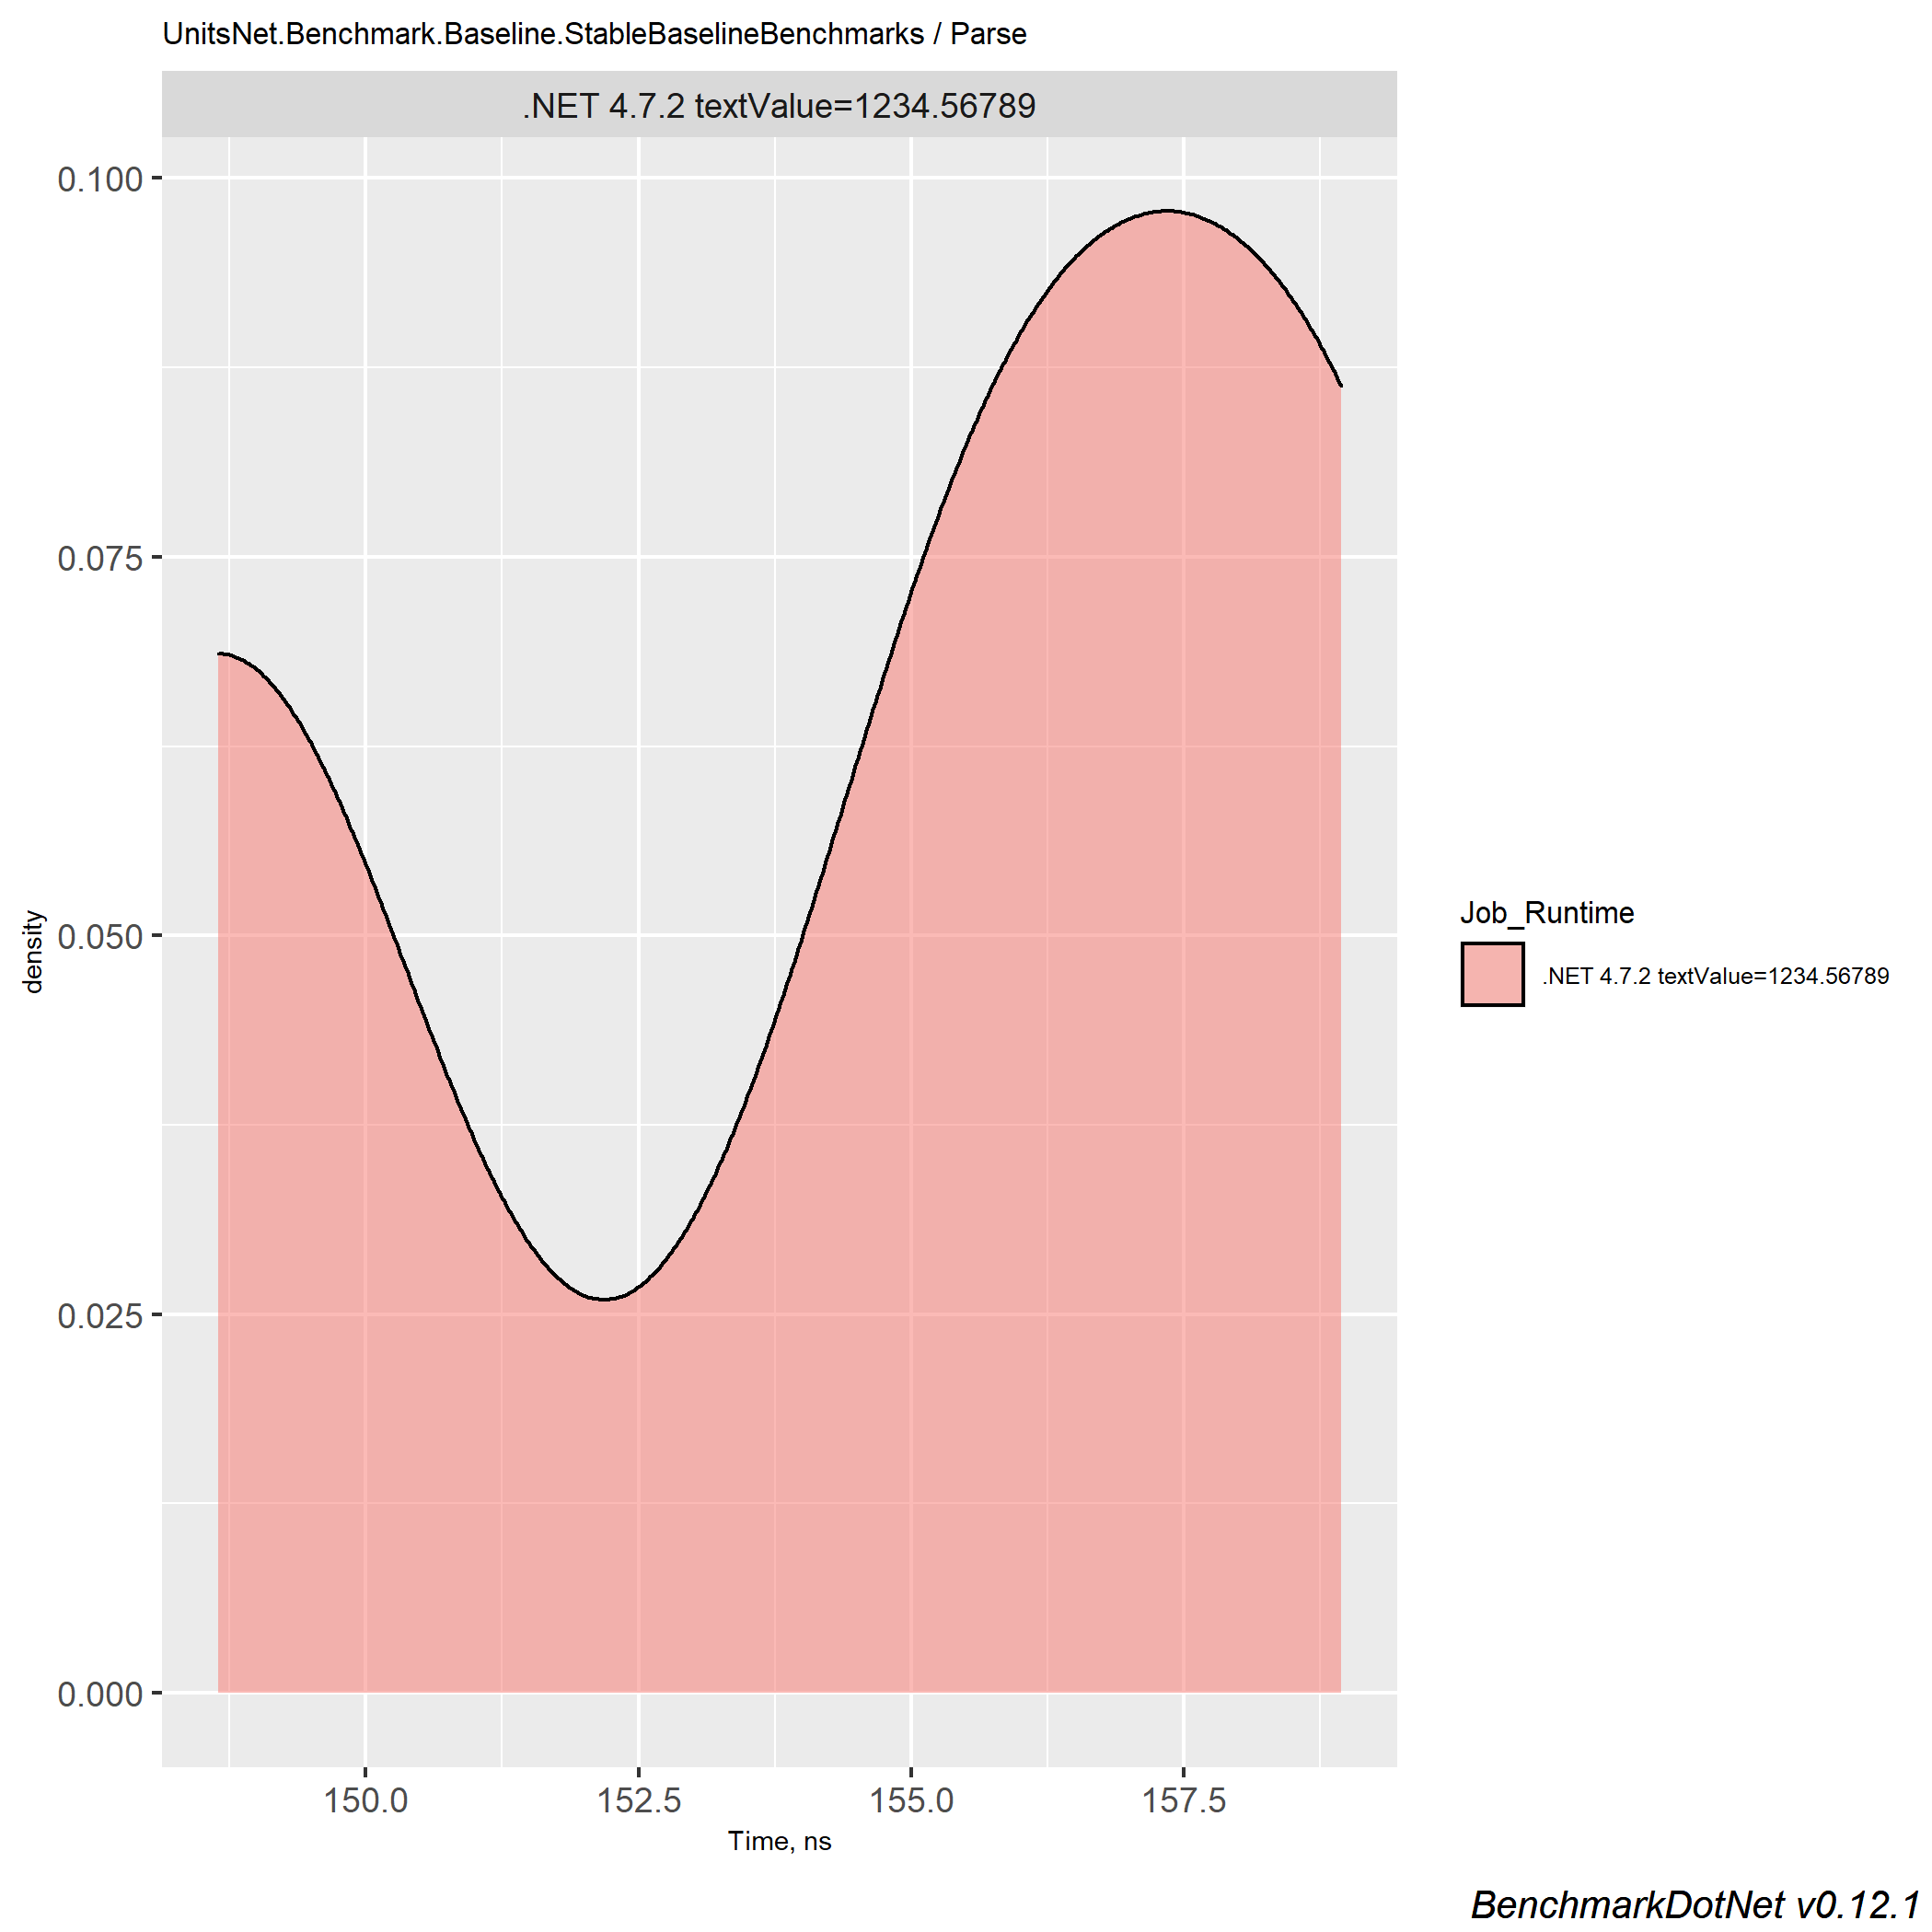 UnitsNet.Benchmark.Baseline.StableBaselineBenchmarks / Parse
.NET 4.7.2 textValue=1234.56789
0.100
0.075
0.050
0.025
0.000
density
150.0 152.5 155.0 157.5
Time, ns
Job_Runtime
.NET 4.7.2 textValue=1234.56789
BenchmarkDotNet v0.12.1